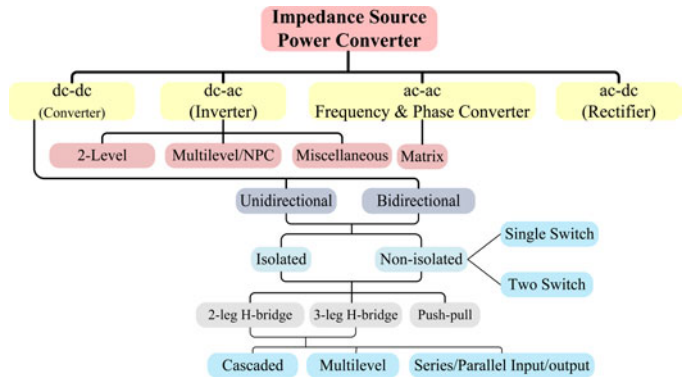 Impedance Source
Power Converter
dc-dc
(Converter)
dc-ac
(Inverter)
ac-ac
Frequency & Phase Converter
ac-dc
(Rectifier)
2-Level
Multilevel/NPC
Miscellaneous
Matrix
Unidirectional
Bidirectional
Single Switch
Isolated
Non-isolated
Two Switch
2-leg H-bridge
3-leg H-bridge
Push-pull
Cascaded
Multilevel
Series/Parallel Input/output